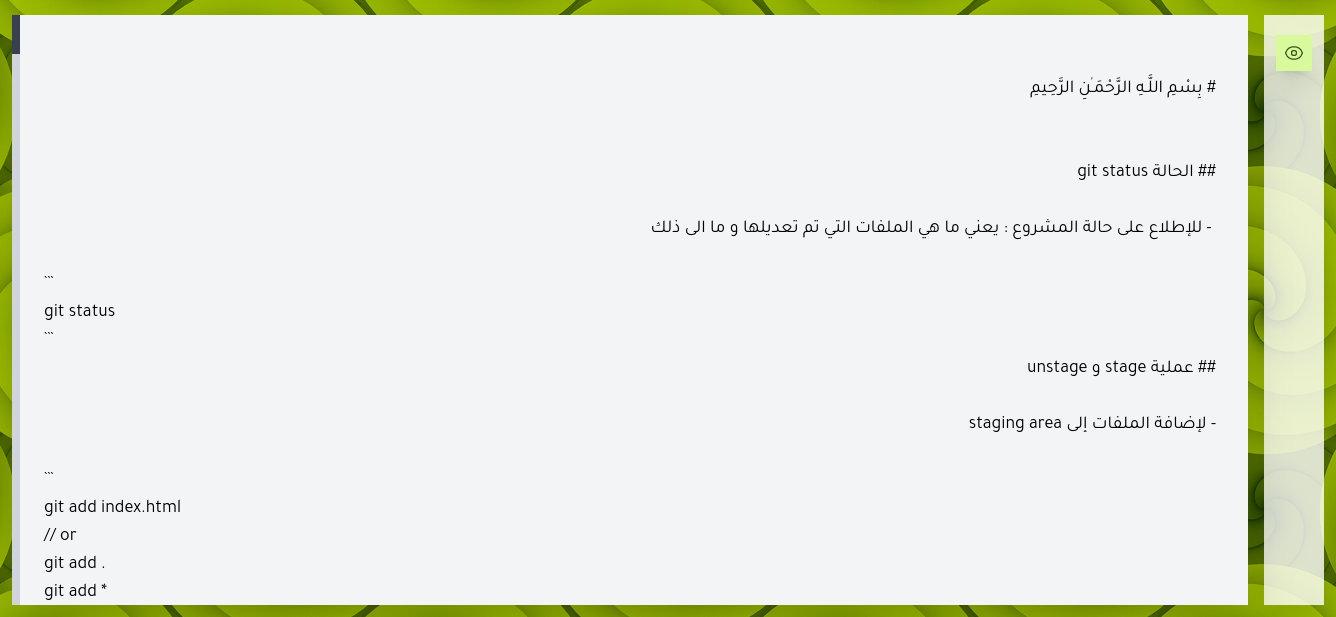 # بِسْمِ اللَّـهِ الرَّحْمَـٰنِ الرَّحِيمِ
## الحالة git status
- للإطلاع على حالة المشروع : يعني ما هي الملفات التي تم تعديلها و ما الى ذلك
```
git status
```
## عملية stage و unstage
- لإضافة الملفات إلى staging area
```
git add index.html
// or
git add .
git add *